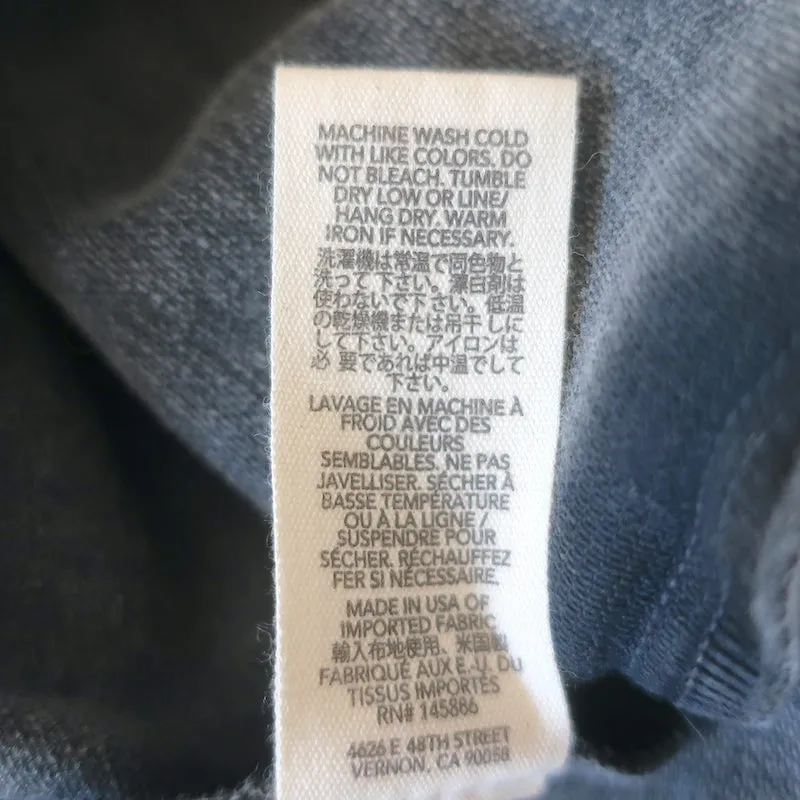 MACHINE WASH COLD
WITH LIKE COLORS. DO
NOT BLEACH. TUMBLE
DRY LOW OR LINE/
HANG DRY. WARM
IRON IF NECESSARY.
洗濯機は常温で同色物と
洗って下さい。漂白剤は
使わないで下さい。低温
の乾燥機または吊干しに
して下さい。アイロンは
必要であれば中温でして
下さい。
LAVAGE EN MACHINE À
FROID AVEC DES
COULEURS
SEMBLABLES. NE PAS
JAVELLISER. SÉCHER À
BASSE TEMPÉRATURE
OU À LA LIGNE /
SUSPENDRE POUR
SÉCHER. RÉCHAUFFEZ
FER SI NÉCESSAIRE.
MADE IN USA OF
IMPORTED FABRIC
輸入布地使用、米国製
FABRIQUÉ AUX E.-U. DU
TISSUS IMPORTÉS
RN# 145886
4626 E 48TH STREET
VERNON, CA 90058